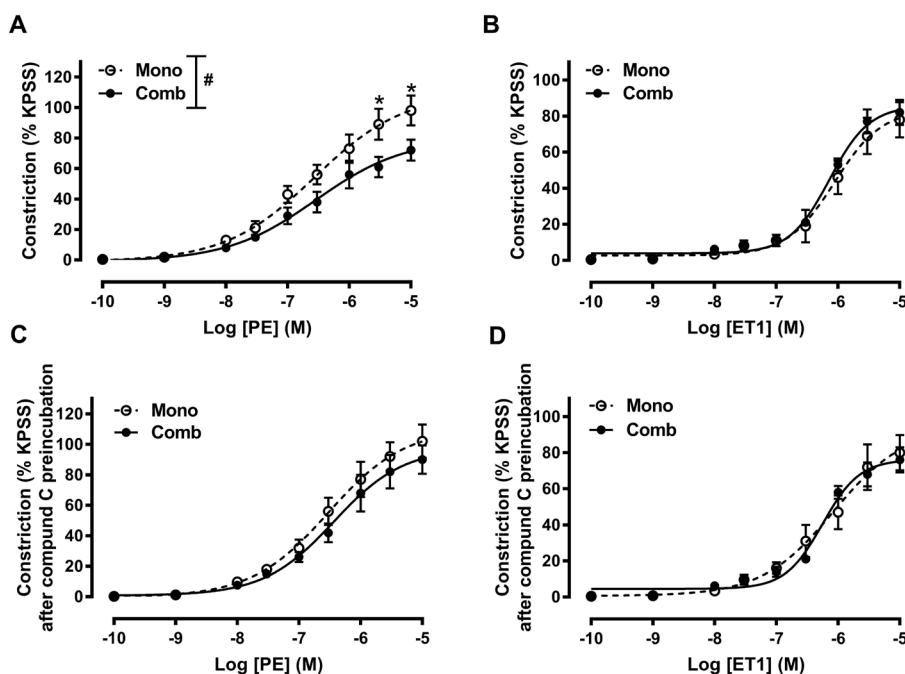 A
Constriction (% KPSS)
120
100
80
60
40
20
0
Mono
Comb
#
* *
-10 -9 -8 -7 -6 -5
Log [PE] (M)
B
Constriction (% KPSS)
100
80
60
40
20
0
Mono
Comb
-10 -9 -8 -7 -6 -5
Log [ET1] (M)
C
Constriction (% KPSS)
after compound C preincubation
120
100
80
60
40
20
0
Mono
Comb
-10 -9 -8 -7 -6 -5
Log [PE] (M)
D
Constriction (% KPSS)
after compound C preincubation
100
80
60
40
20
0
Mono
Comb
-10 -9 -8 -7 -6 -5
Log [ET1] (M)